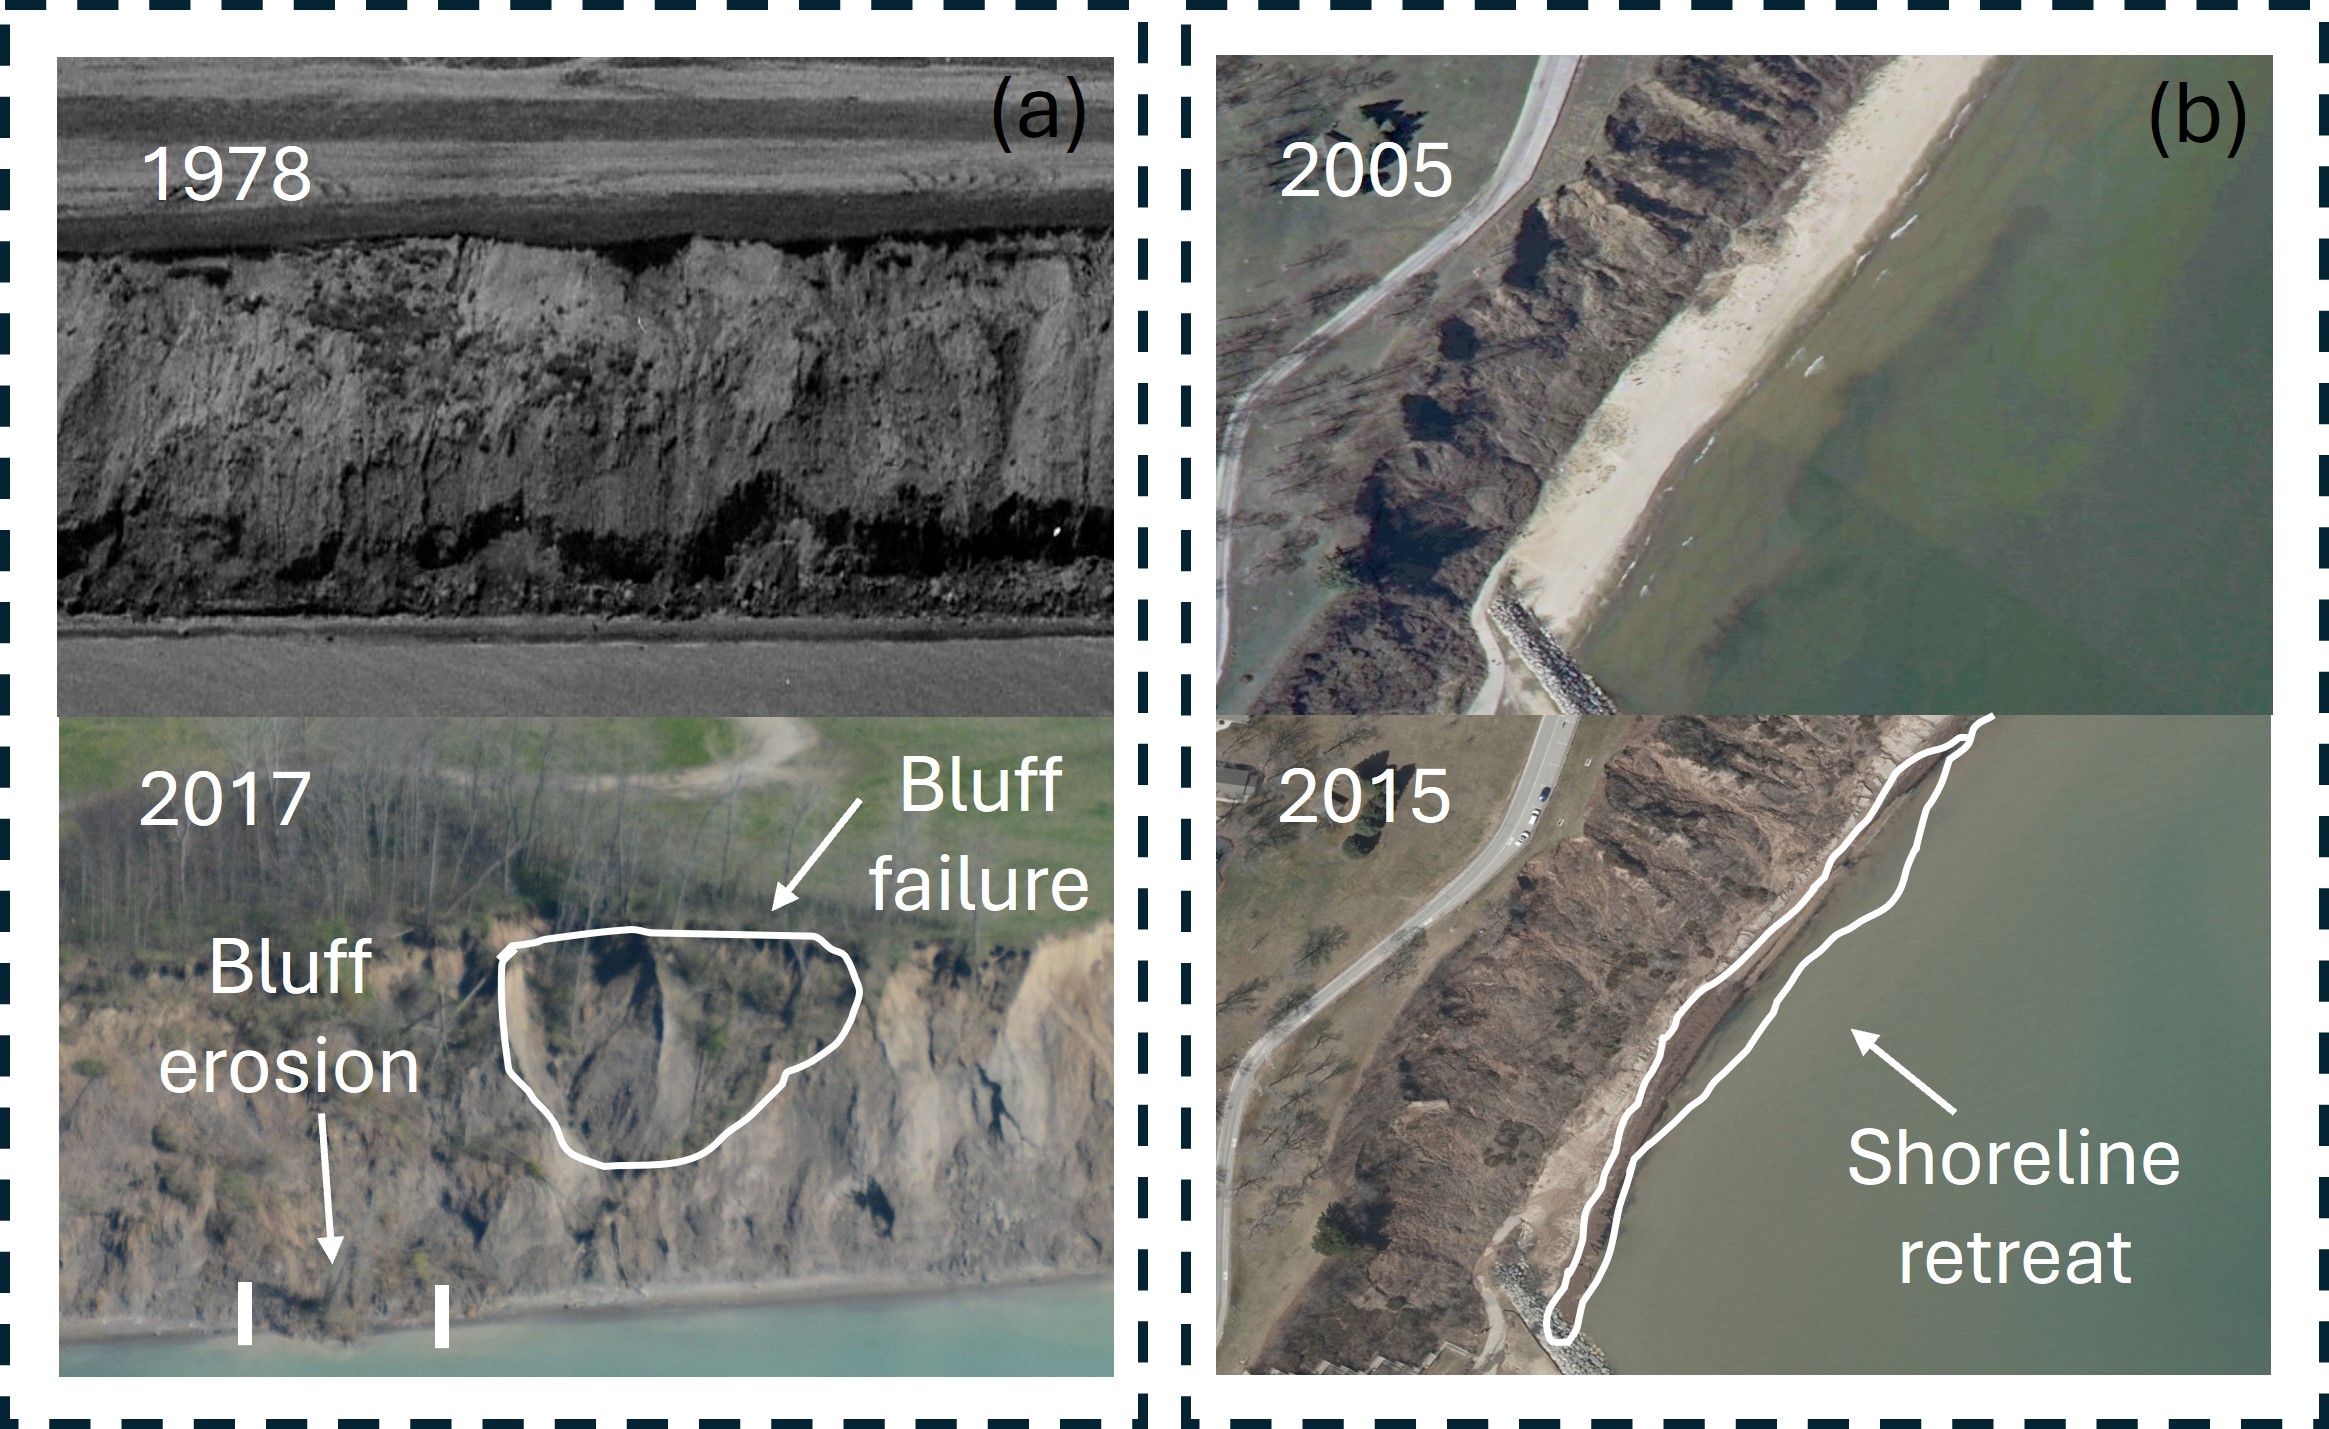 (a)
1978
2017
Bluff
failure
Bluff
erosion
(b)
2005
2015
Shoreline
retreat